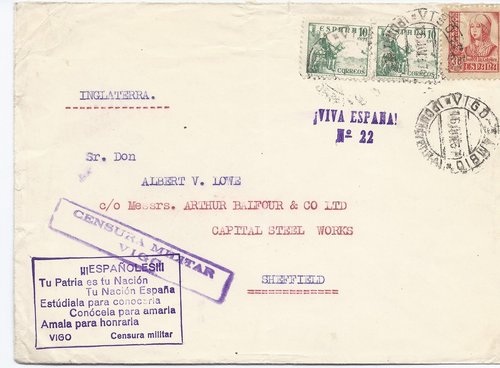 ESPAÑA 10
CORREOS
ESPAÑA 10
CORREOS
ESPAÑA
INGLATERRA.
¡VIVA ESPAÑA!
Nº 22
VIGO
Sr. Don
ALBERT V. LOWE
c/o Messrs. ARTHUR BALFOUR & CO LTD
CAPITAL STEEL WORKS
SHEFFIELD
CENSURA MILITAR
VIGO
¡¡¡ESPAÑOLES!!!
Tu Patria es tu Nación
Tu Nación España
Estúdiala para conocerla
Conócela para amarla
Amala para honrarla
VIGO Censura militar